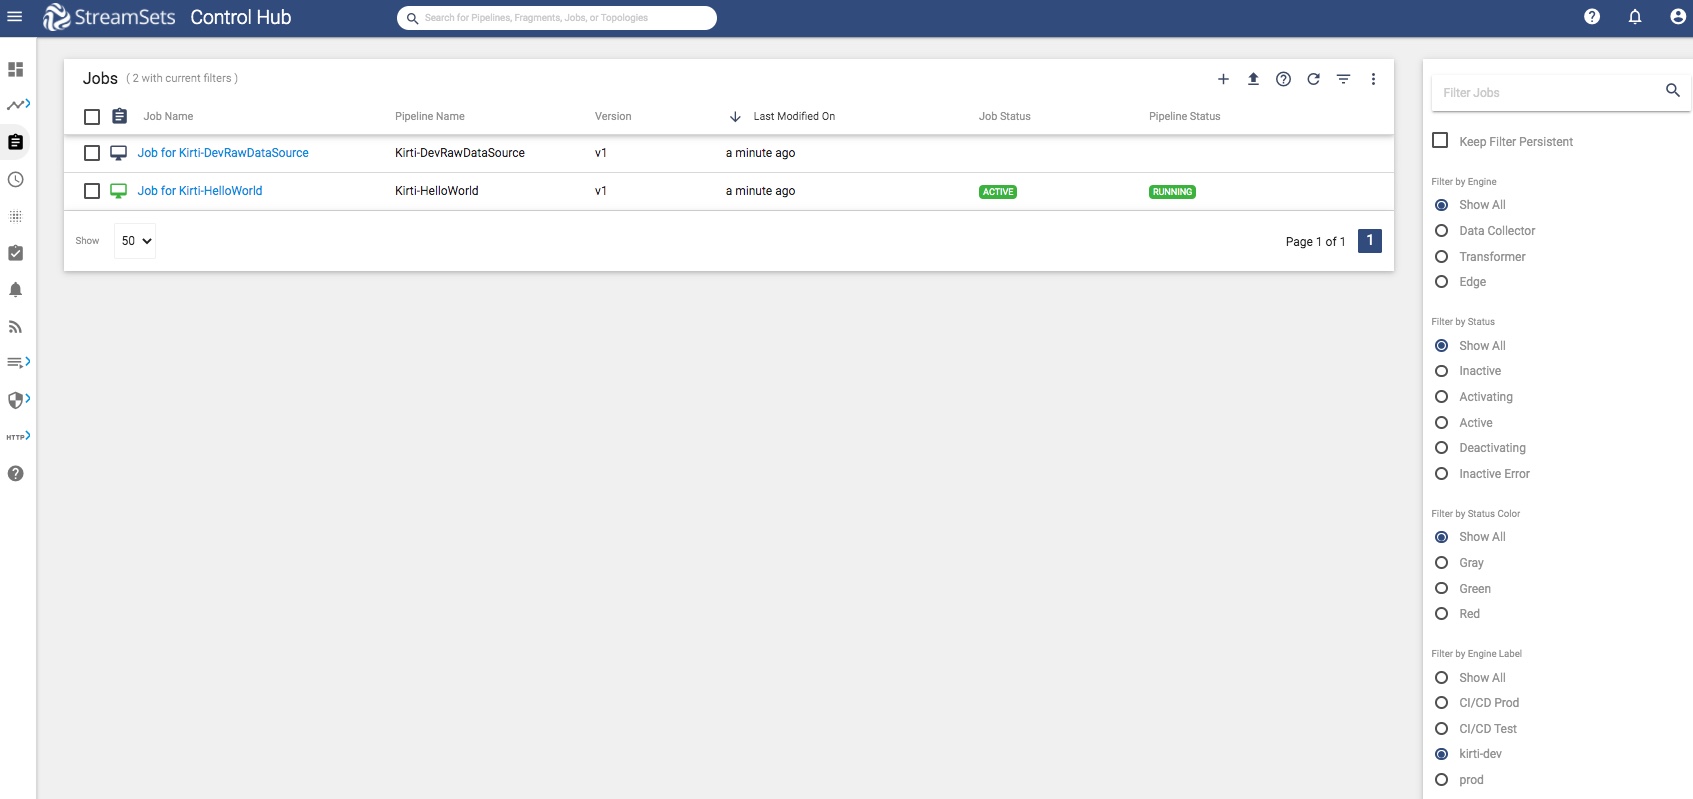 StreamSets Control Hub
Search for Pipelines, Fragments, Jobs, or Topologies
HTTP
Jobs ( 2 with current filters )
Job Name Pipeline Name Version Last Modified On Job Status Pipeline Status
Job for Kirti-DevRawDataSource Kirti-DevRawDataSource v1 a minute ago
Job for Kirti-HelloWorld Kirti-HelloWorld v1 a minute ago ACTIVE RUNNING
Show 50 Page 1 of 1 1
Filter Jobs
Keep Filter Persistent
Filter by Engine
Show All
Data Collector
Transformer
Edge
Filter by Status
Show All
Inactive
Activating
Active
Deactivating
Inactive Error
Filter by Status Color
Show All
Gray
Green
Red
Filter by Engine Label
Show All
CI/CD Prod
CI/CD Test
kirti-dev
prod